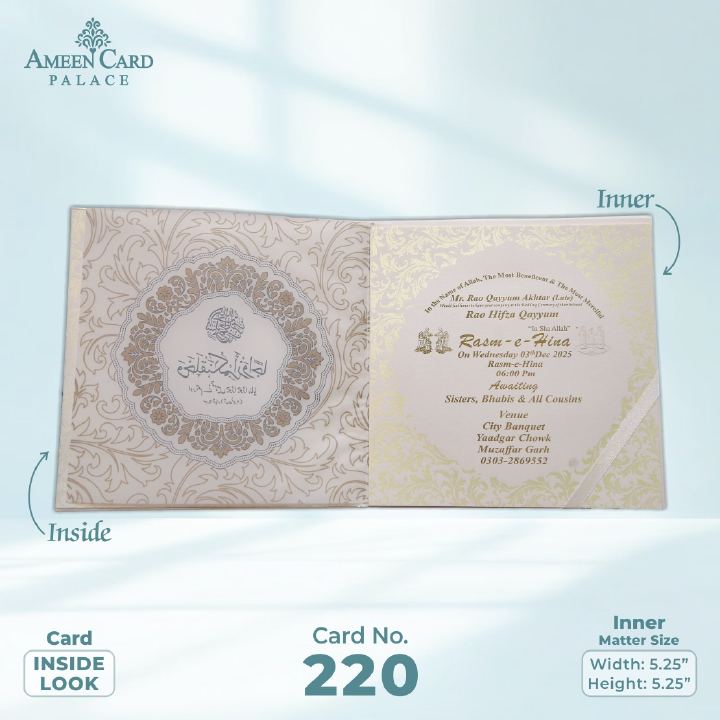 AMEEN CARD
PALACE
Inner
In the Name of Allah, The Most Beneficent & The Most Merciful
Mr. Rao Qayyum Akhtar (Late)
Rao Hifza Qayyum
"In Sha Allah"
Rasm-e-Hina
On Wednesday 03rdDec 2025
Rasm-e-Hina
06:00 Pm
Awaiting
Sisters, Bhabis & All Cousins
Venue
City Banquet
Yaadgar Chowk
Muzaffar Garh
0303-2869552
Inside
Card
INSIDE
LOOK
Card No.
220
Inner
Matter Size
Width: 5.25”
Height: 5.25”